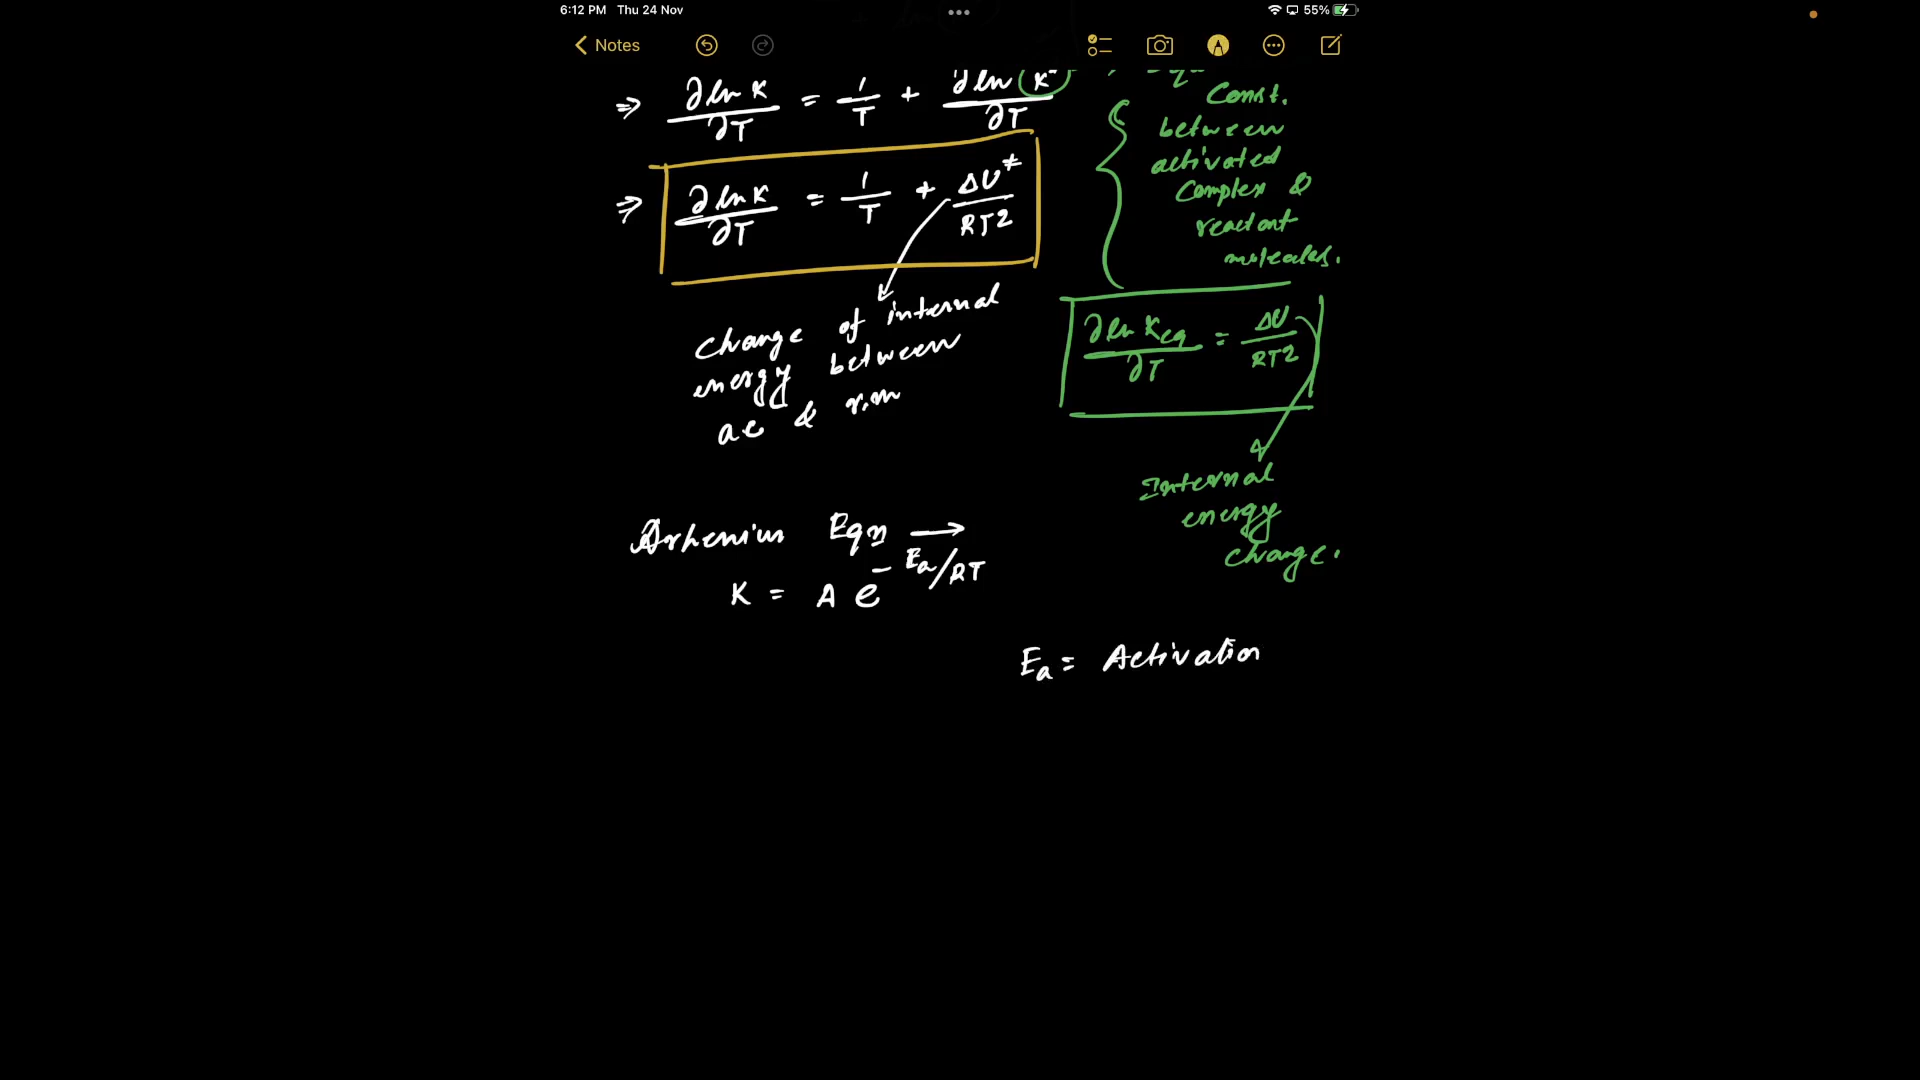 6:12 PM Thu 24 Nov
55%
Notes
⇒ ∂ln K/∂T = 1/T + ∂ln K*/∂T
⇒ ∂ln K/∂T = 1/T + ΔU≠/RT2
Change of internal
energy between
ac & r.m
Const.
between
activated
Complex &
reactant
molecules.
∂ln Keq/∂T = ΔU/RT2
Internal
energy
change.
Arhenius Eqn →
K = A e^-Ea/RT
Ea = Activation